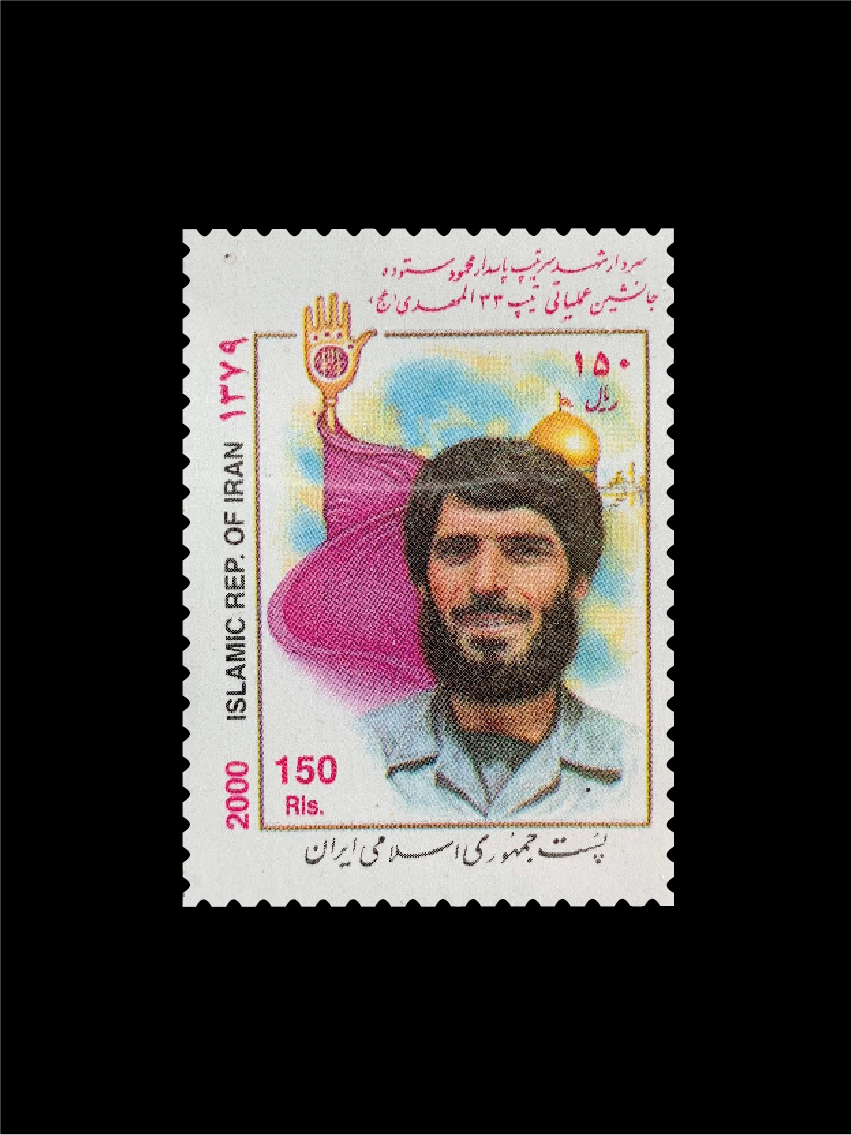 سردار شهید سرتیپ پاسدار محمود ستوده
جانشین عملیاتی تیپ ۳۳ المهدی (عج)
۱۳۷۹
۱۵۰
ریال
ISLAMIC REP. OF IRAN
2000
150
Rls.
پست جمهوری اسلامی ایران